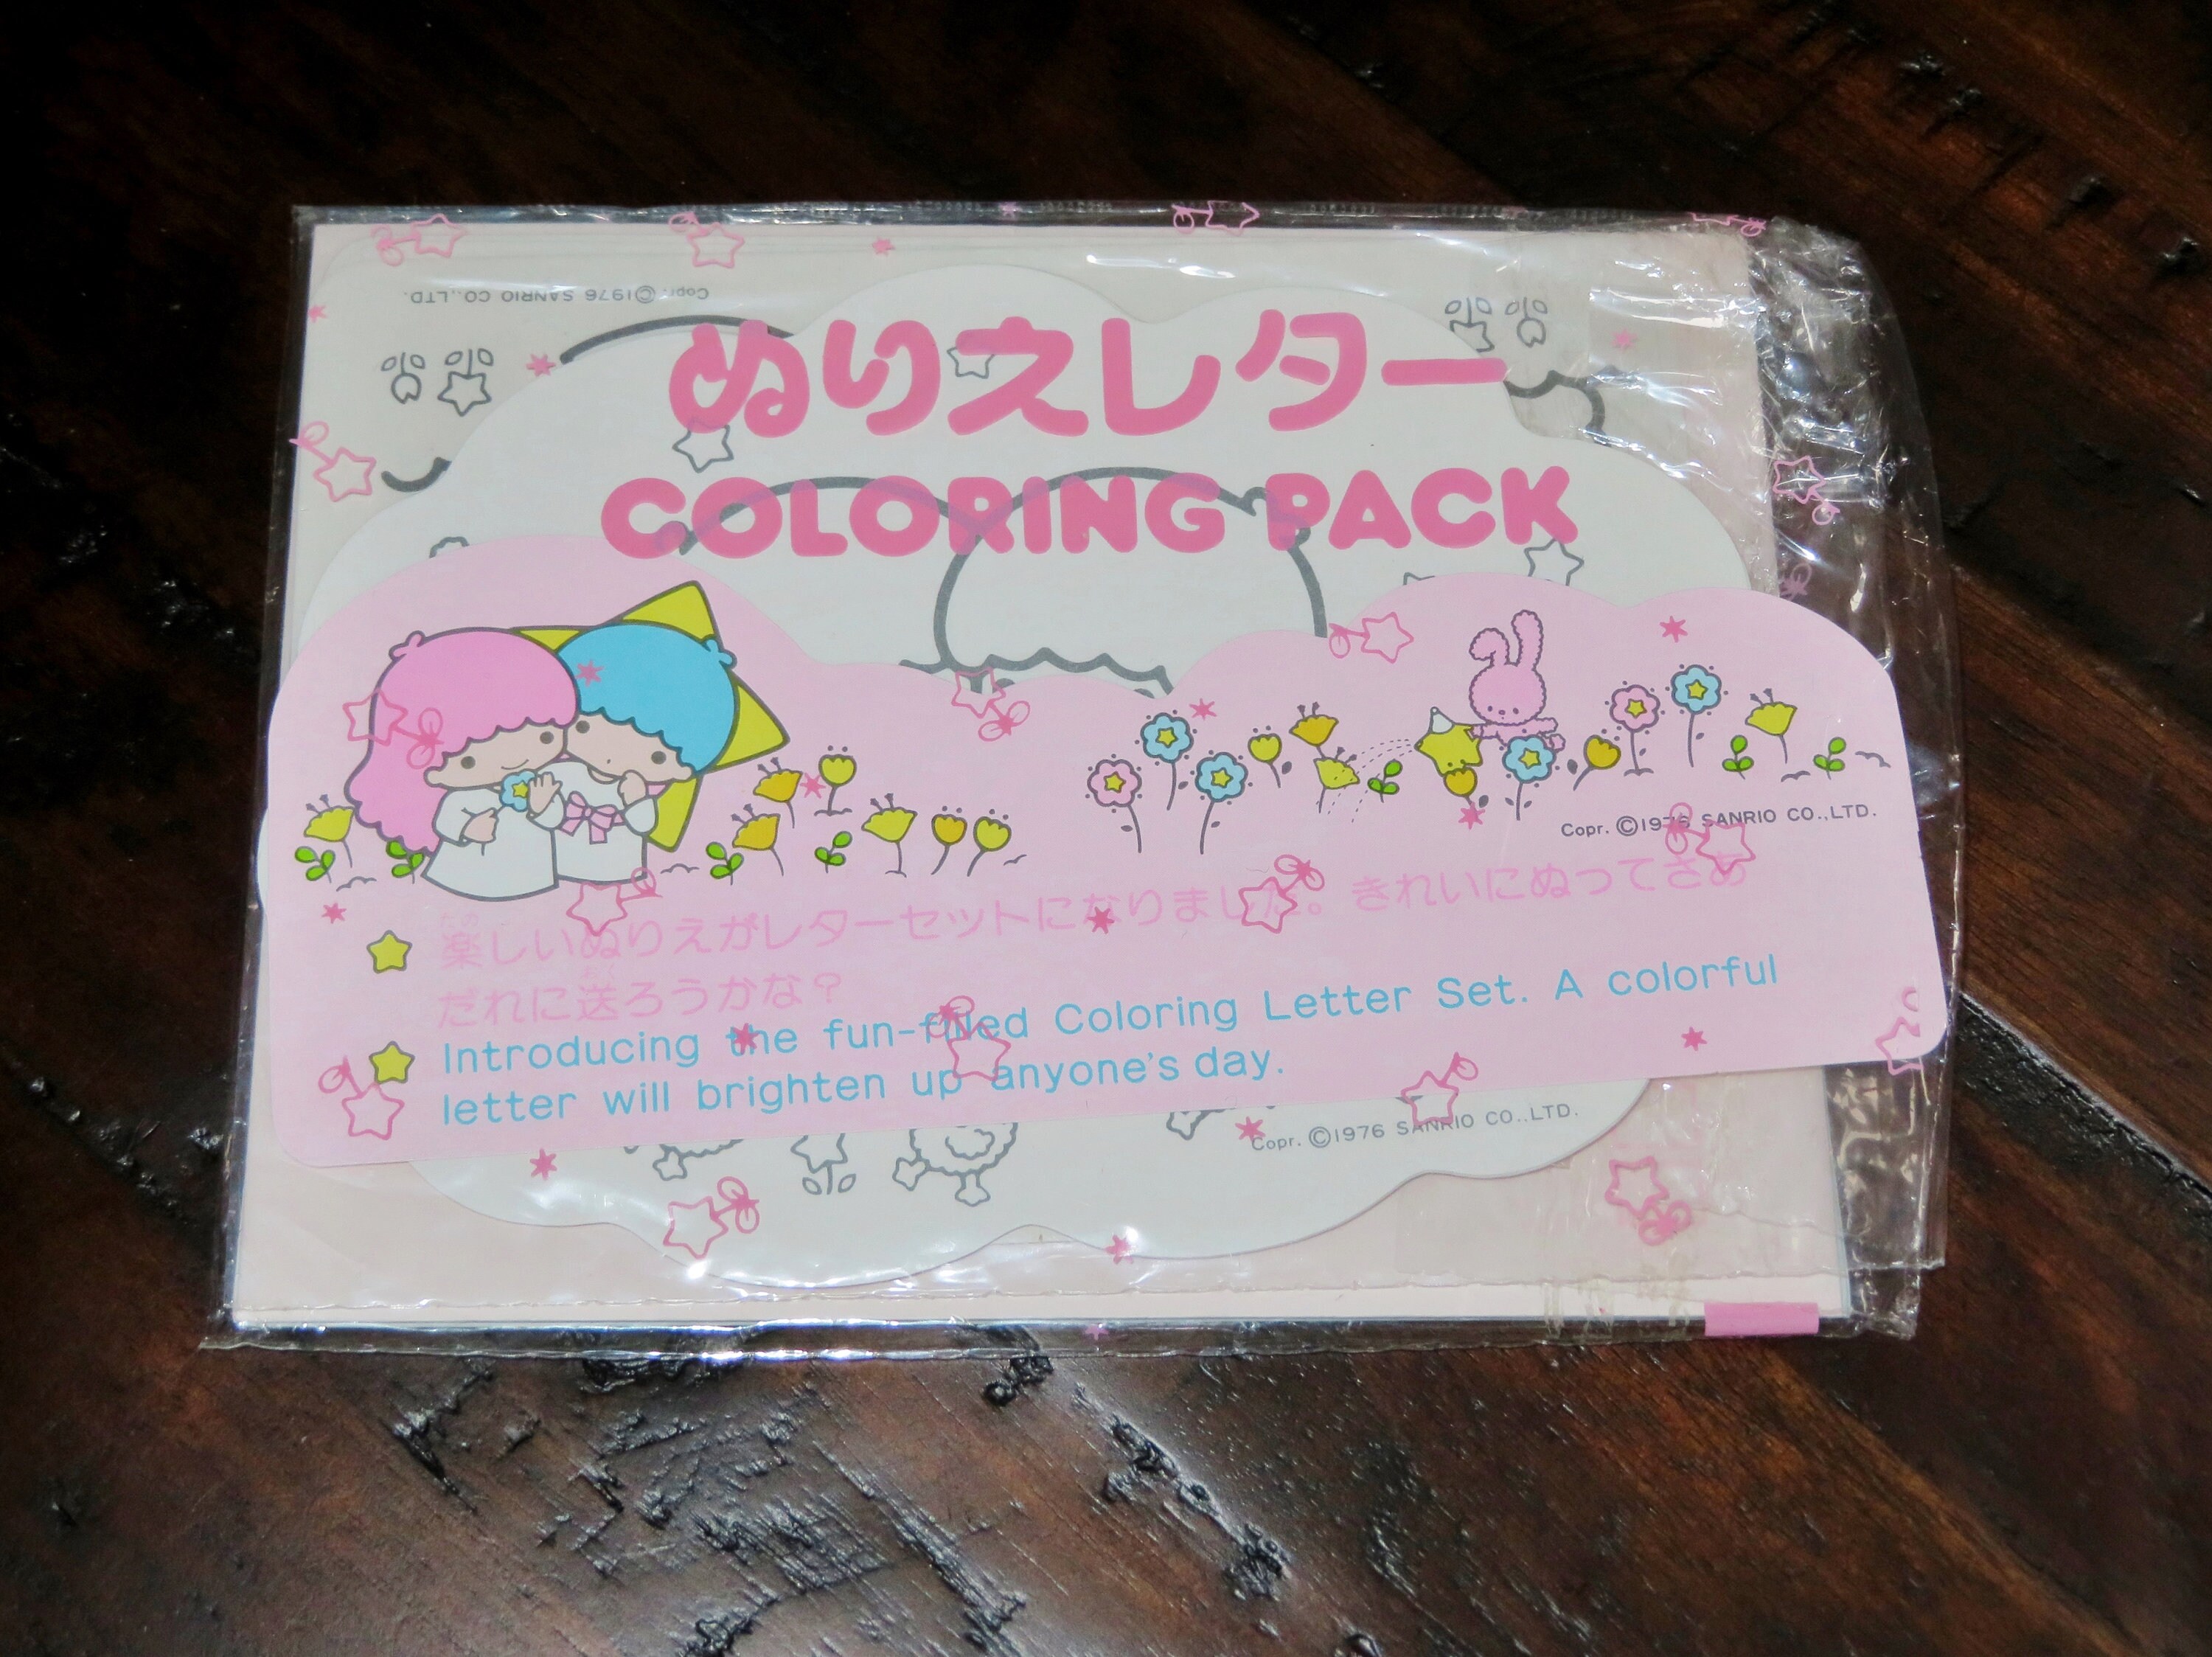 Copr. ©1976 SANRIO CO.,LTD.
ぬりえレター
COLORING PACK
Copr. ©1976 SANRIO CO.,LTD.
楽しいぬりえがレターセットになりました。きれいにぬってさあ
だれに送ろうかな?
Introducing the fun-filled Coloring Letter Set. A colorful
letter will brighten up anyone's day.
Copr. ©1976 SANRIO CO.,LTD.